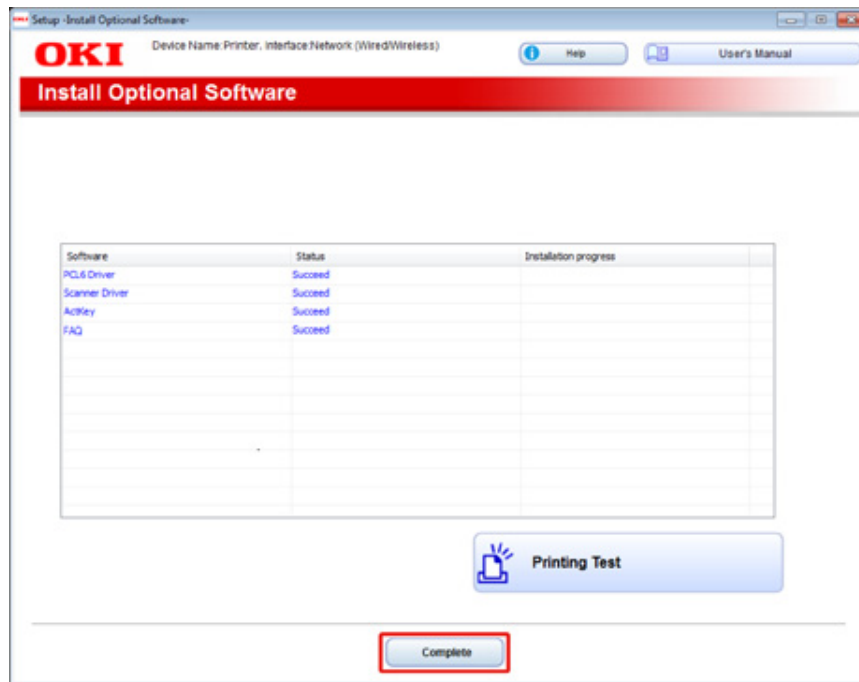 OKI Setup -Install Optional Software-
OKI
Device Name:Printer, Interface:Network (Wired/Wireless)
Help
User's Manual
Install Optional Software
Software Status Installation progress
PCL6 Driver Succeed
Scanner Driver Succeed
ActKey Succeed
FAQ Succeed
Printing Test
Complete